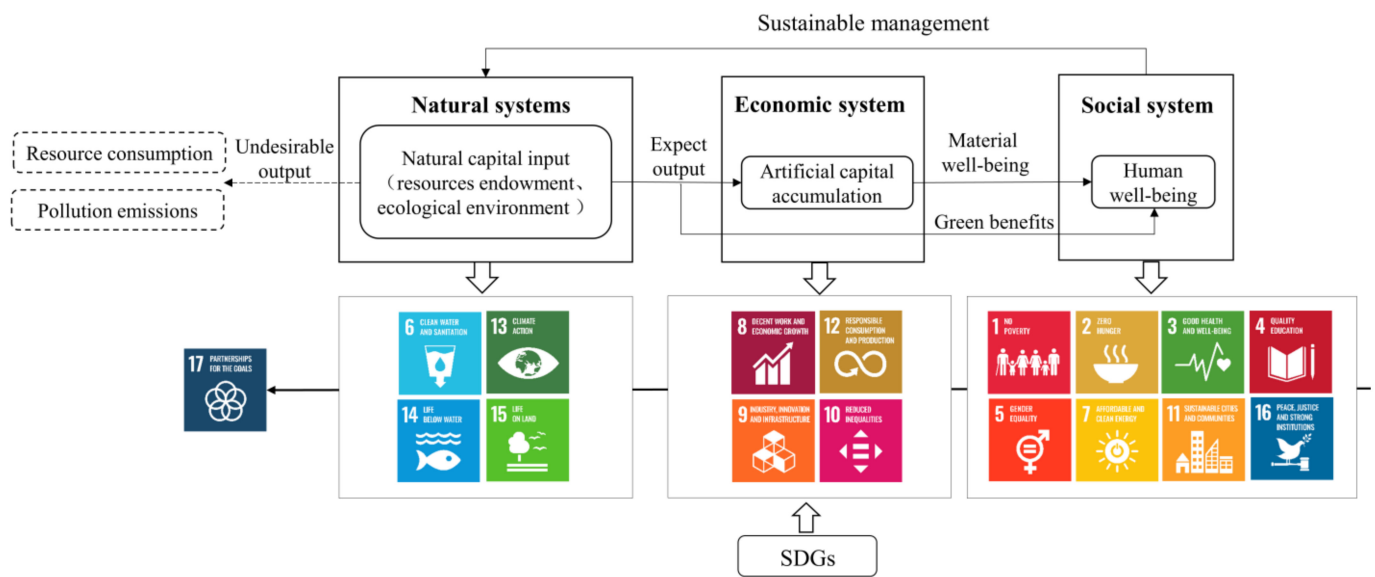 Sustainable management
Natural systems
Economic system
Social system
Resource consumption
Pollution emissions
Undesirable
output
Natural capital input
（resources endowment、
ecological environment ）
Expect
output
Artificial capital
accumulation
Material
well-being
Green benefits
Human
well-being
17 PARTNERSHIPS
FOR THE GOALS
6 CLEAN WATER
AND SANITATION
13 CLIMATE
ACTION
14 LIFE
BELOW WATER
15 LIFE
ON LAND
8 DECENT WORK AND
ECONOMIC GROWTH
12 RESPONSIBLE
CONSUMPTION
AND PRODUCTION
9 INDUSTRY, INNOVATION
AND INFRASTRUCTURE
10 REDUCED
INEQUALITIES
1 NO
POVERTY
2 ZERO
HUNGER
3 GOOD HEALTH
AND WELL-BEING
4 QUALITY
EDUCATION
5 GENDER
EQUALITY
7 AFFORDABLE AND
CLEAN ENERGY
11 SUSTAINABLE CITIES
AND COMMUNITIES
16 PEACE, JUSTICE
AND STRONG
INSTITUTIONS
SDGs